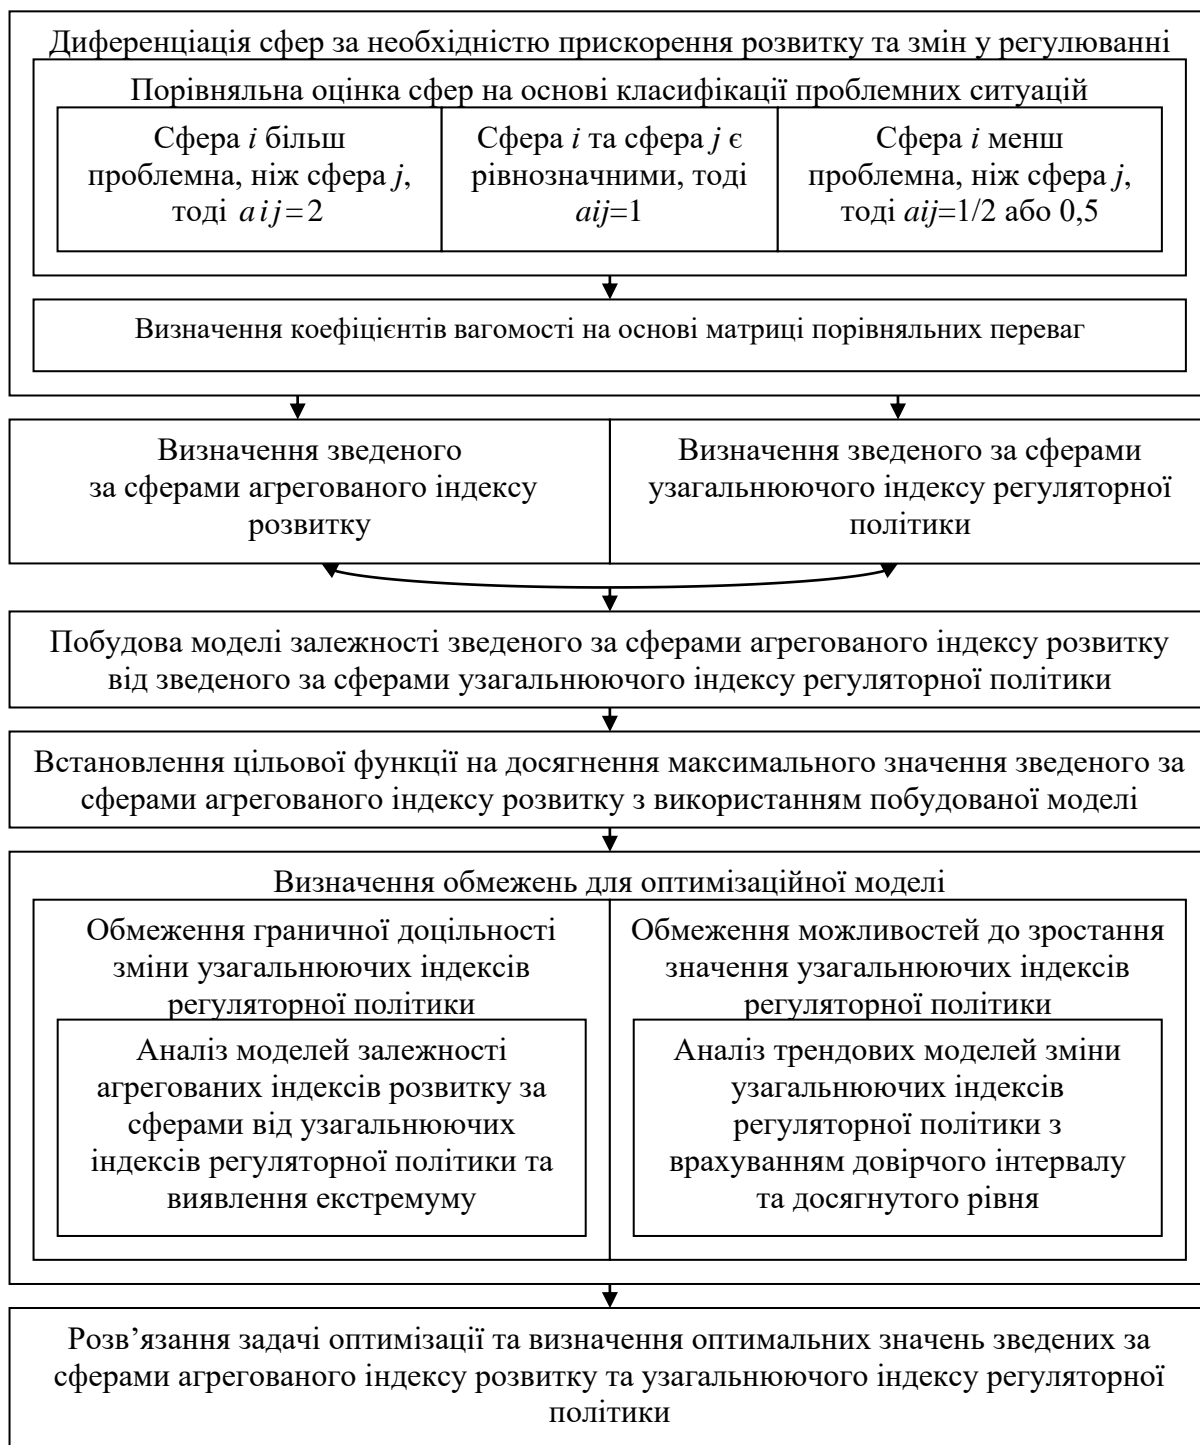 Диференціація сфер за необхідністю прискорення розвитку та змін у регулюванні
Порівняльна оцінка сфер на основі класифікації проблемних ситуацій
Сфера i більш
проблемна, ніж сфера j,
тоді aij=2
Сфера i та сфера j є
рівнозначними, тоді
aij=1
Сфера i менш
проблемна, ніж сфера j,
тоді aij=1/2 або 0,5
Визначення коефіцієнтів вагомості на основі матриці порівняльних переваг
Визначення зведеного
за сферами агрегованого індексу
розвитку
Визначення зведеного за сферами
узагальнюючого індексу регуляторної
політики
Побудова моделі залежності зведеного за сферами агрегованого індексу розвитку
від зведеного за сферами узагальнюючого індексу регуляторної політики
Встановлення цільової функції на досягнення максимального значення зведеного за
сферами агрегованого індексу розвитку з використанням побудованої моделі
Визначення обмежень для оптимізаційної моделі
Обмеження граничної доцільності
зміни узагальнюючих індексів
регуляторної політики
Аналіз моделей залежності
агрегованих індексів розвитку за
сферами від узагальнюючих
індексів регуляторної політики та
виявлення екстремуму
Обмеження можливостей до зростання
значення узагальнюючих індексів
регуляторної політики
Аналіз трендових моделей зміни
узагальнюючих індексів
регуляторної політики з
врахуванням довірчого інтервалу
та досягнутого рівня
Розв’язання задачі оптимізації та визначення оптимальних значень зведених за
сферами агрегованого індексу розвитку та узагальнюючого індексу регуляторної
політики